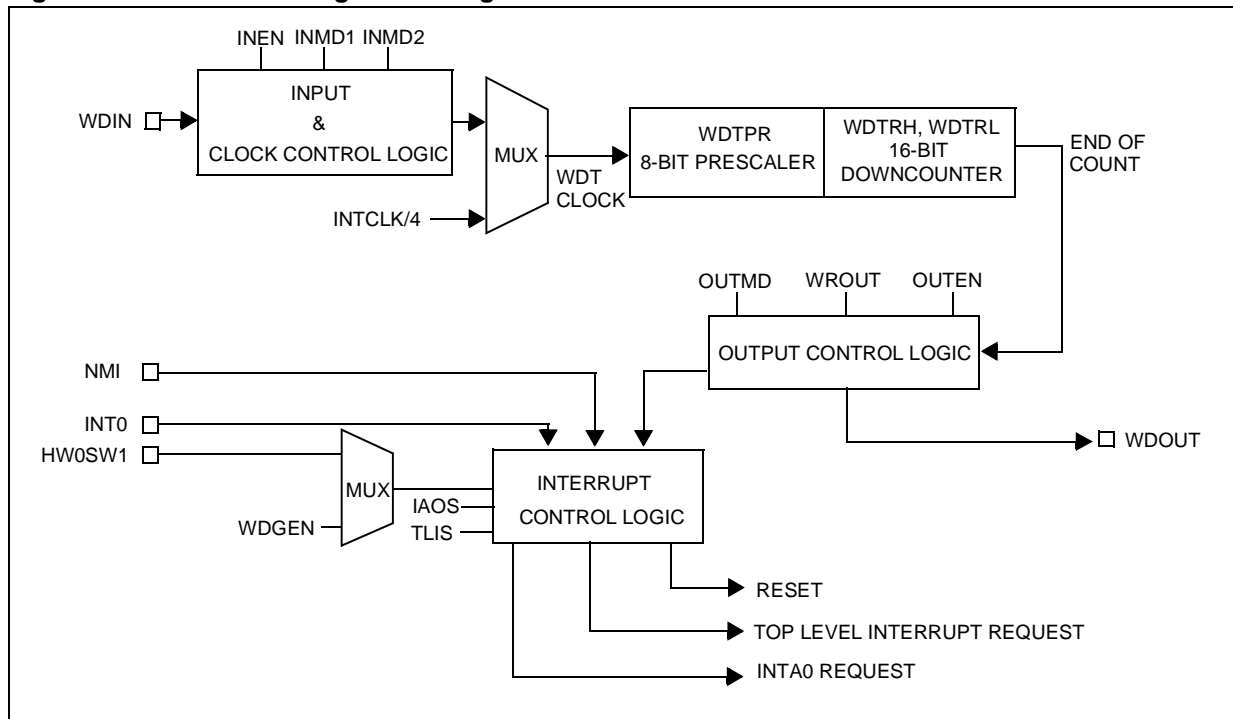 INEN INMD1 INMD2
INPUT
&
CLOCK CONTROL LOGIC
WDIN
MUX
WDT
CLOCK
INTCLK/4
WDTPR
8-BIT PRESCALER
WDTRH, WDTRL
16-BIT
DOWNCOUNTER
END OF
COUNT
OUTMD WROUT OUTEN
OUTPUT CONTROL LOGIC
NMI
INT0
HW0SW1
MUX
WDGEN
IAOS
TLIS
INTERRUPT
CONTROL LOGIC
WDOUT
RESET
TOP LEVEL INTERRUPT REQUEST
INTA0 REQUEST